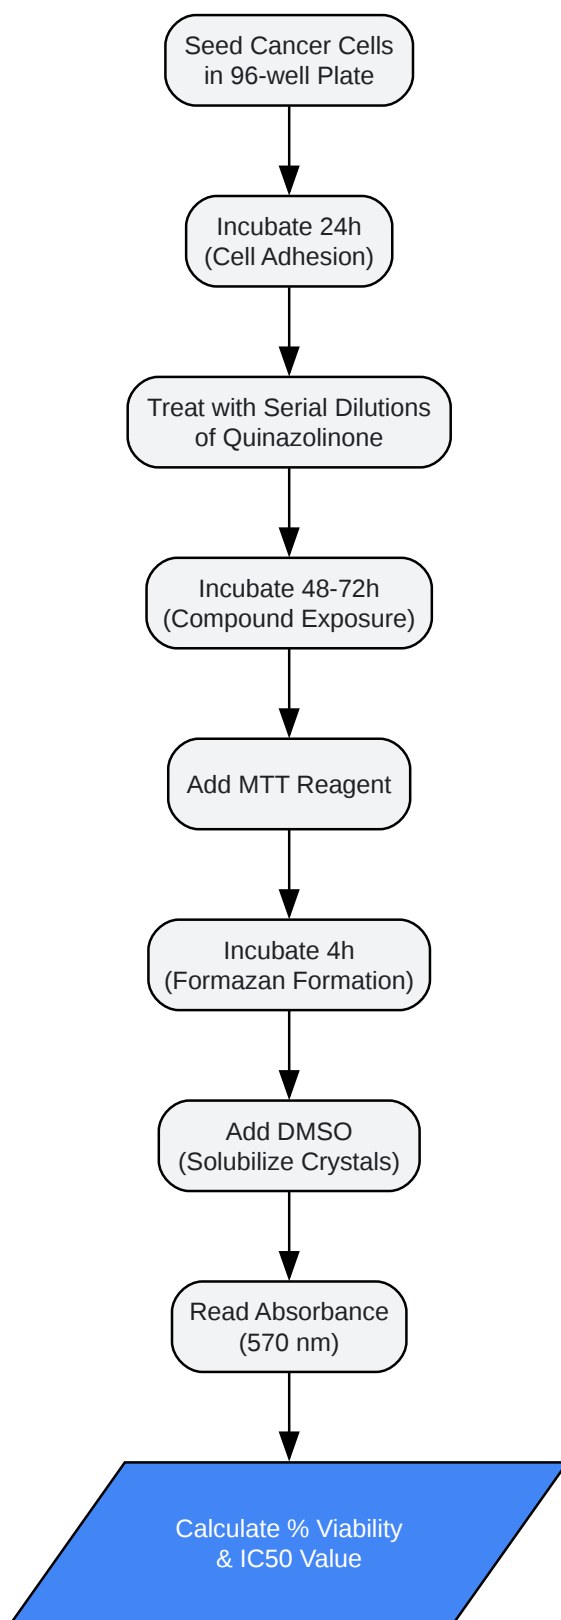 Seed Cancer Cells
in 96-well Plate
Incubate 24h
(Cell Adhesion)
Treat with Serial Dilutions
of Quinazolinone
Incubate 48-72h
(Compound Exposure)
Add MTT Reagent
Incubate 4h
(Formazan Formation)
Add DMSO
(Solubilize Crystals)
Read Absorbance
(570 nm)
Calculate % Viability
& IC50 Value